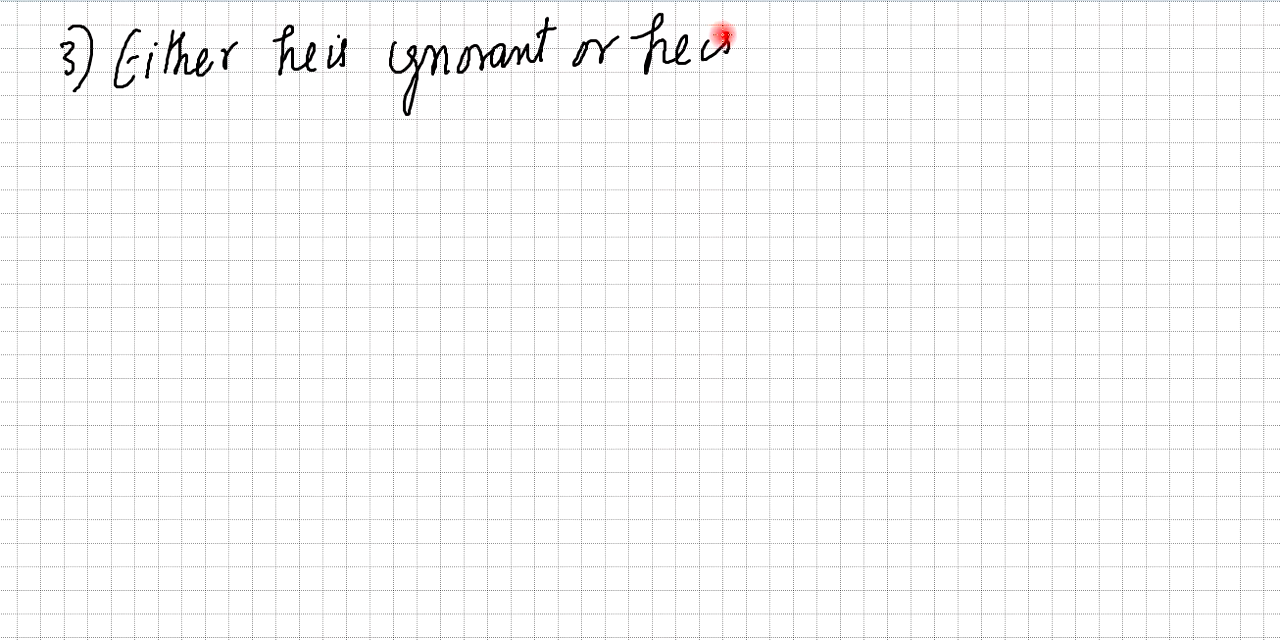 3) Either he is ignorant or he is